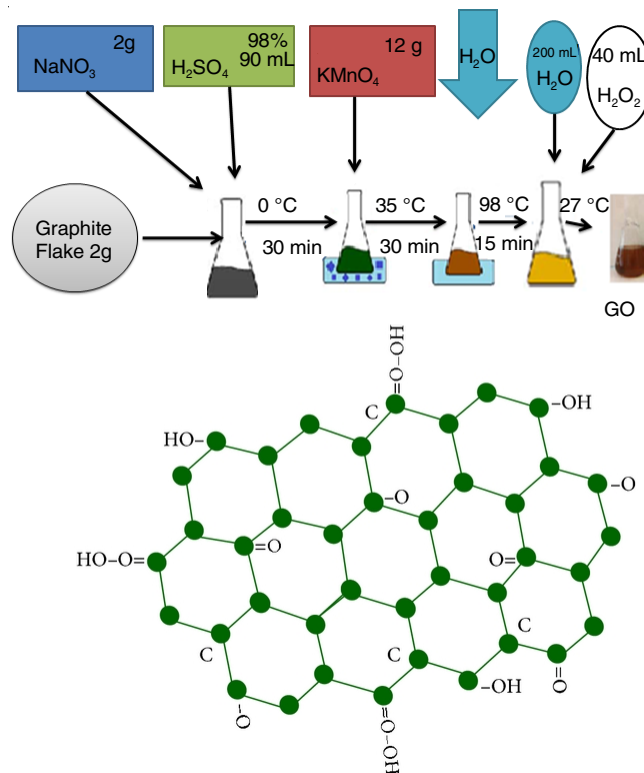 2g
NaNO₃
98%
90 mL
H₂SO₄
12 g
KMnO₄
H₂O
200 mL
H₂O
40 mL
H₂O₂
Graphite
Flake 2g
0 °C
30 min
35 °C
30 min
98 °C
15 min
27 °C
GO
HO-O=
C
-OH
HO-
-O
-O
=O
HO-O=
O=
C
C
C
-O
-OH
=O
=O-OH